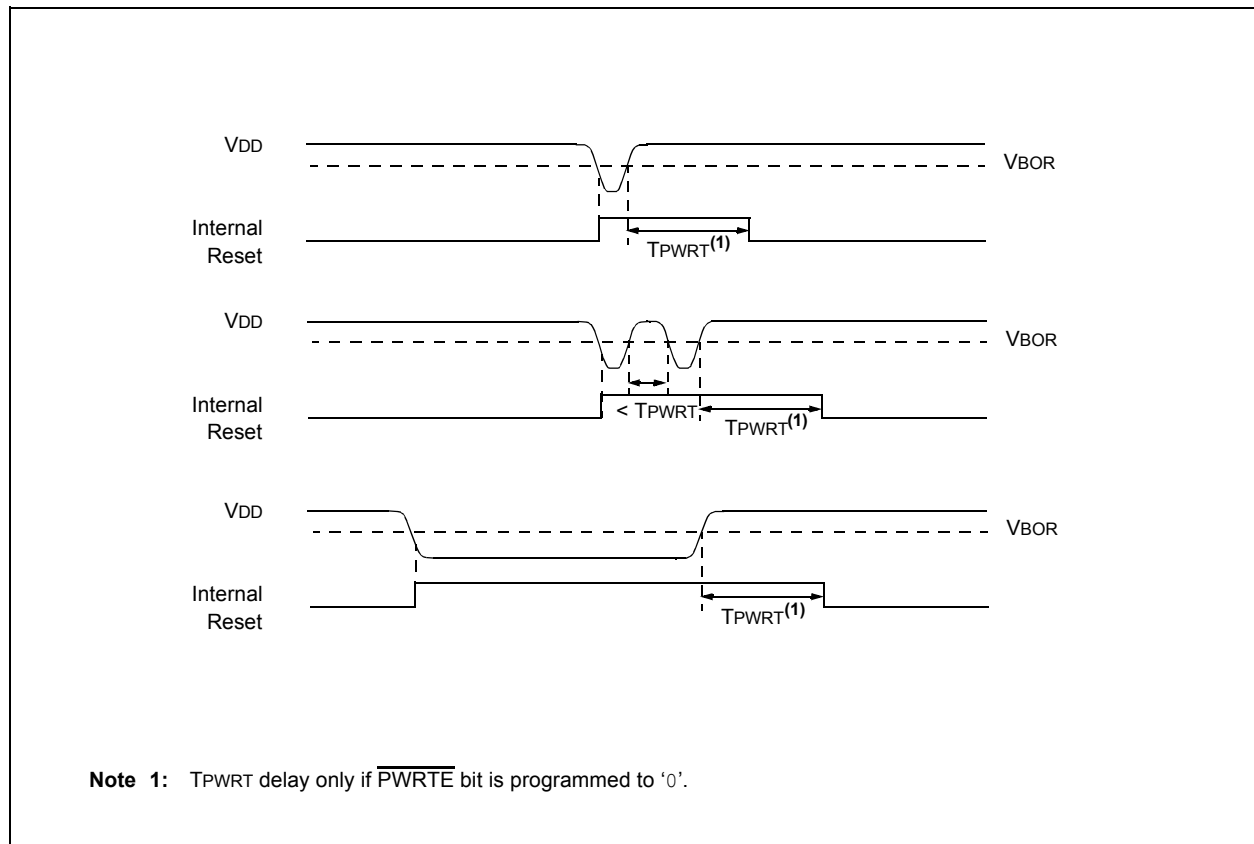 VDD
VBOR
Internal
Reset
TPWRT(1)
VDD
VBOR
Internal
Reset
< TPWRT
TPWRT(1)
VDD
VBOR
Internal
Reset
TPWRT(1)
Note 1: TPWRT delay only if PWRTE bit is programmed to ‘0’.